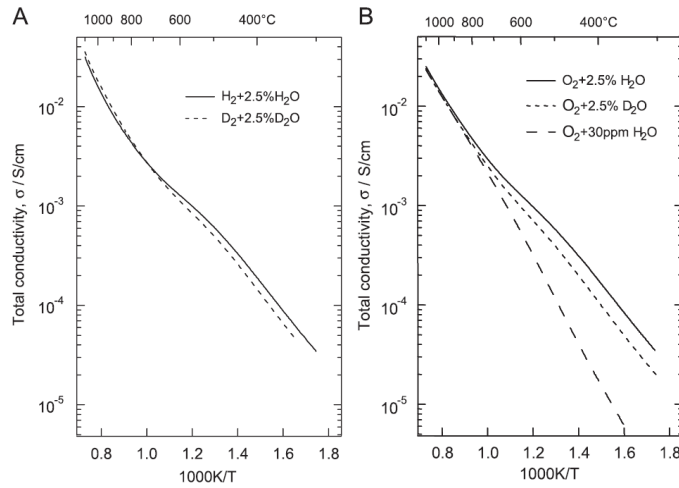 A
1000 800 600 400°C
Total conductivity, σ / S/cm
10-2
10-3
10-4
10-5
H2+2.5%H2O
D2+2.5%D2O
0.8 1.0 1.2 1.4 1.6 1.8
1000K/T
B
1000 800 600 400°C
Total conductivity, σ / S/cm
10-2
10-3
10-4
10-5
O2+2.5% H2O
O2+2.5% D2O
O2+30ppm H2O
0.8 1.0 1.2 1.4 1.6 1.8
1000K/T